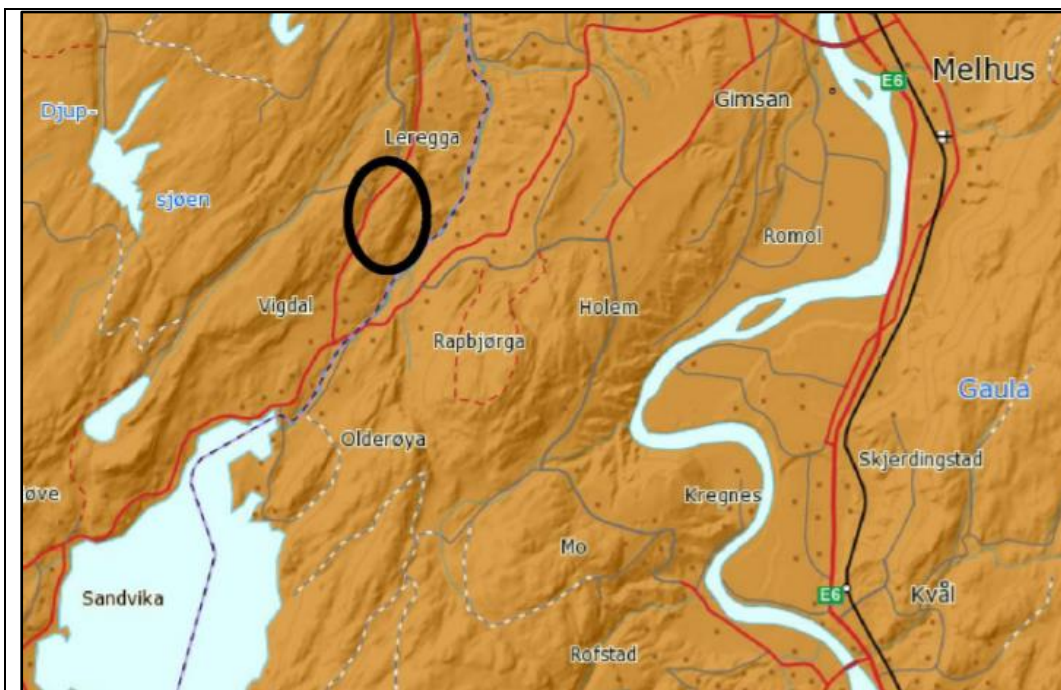 Melhus
E6
Gimsan
Djup-
Leregga
sjøen
Romol
Vigdal
Holem
Rapbjørga
Gaula
Olderøya
Skjerdingstad
øve
Kregnes
Mo
Sandvika
E6
Kvål
Rofstad